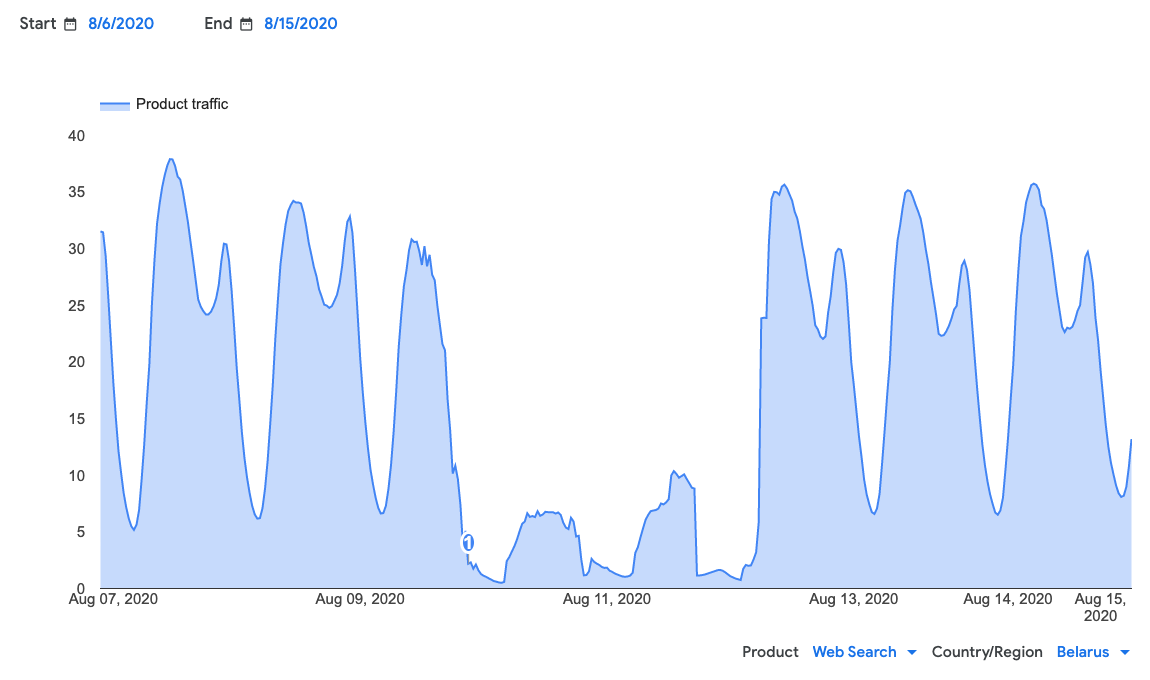 Start 8/6/2020 End 8/15/2020
Product traffic
40
35
30
25
20
15
10
5
0
1
Aug 07, 2020 Aug 09, 2020 Aug 11, 2020 Aug 13, 2020 Aug 14, 2020 Aug 15,
2020
Product Web Search Country/Region Belarus